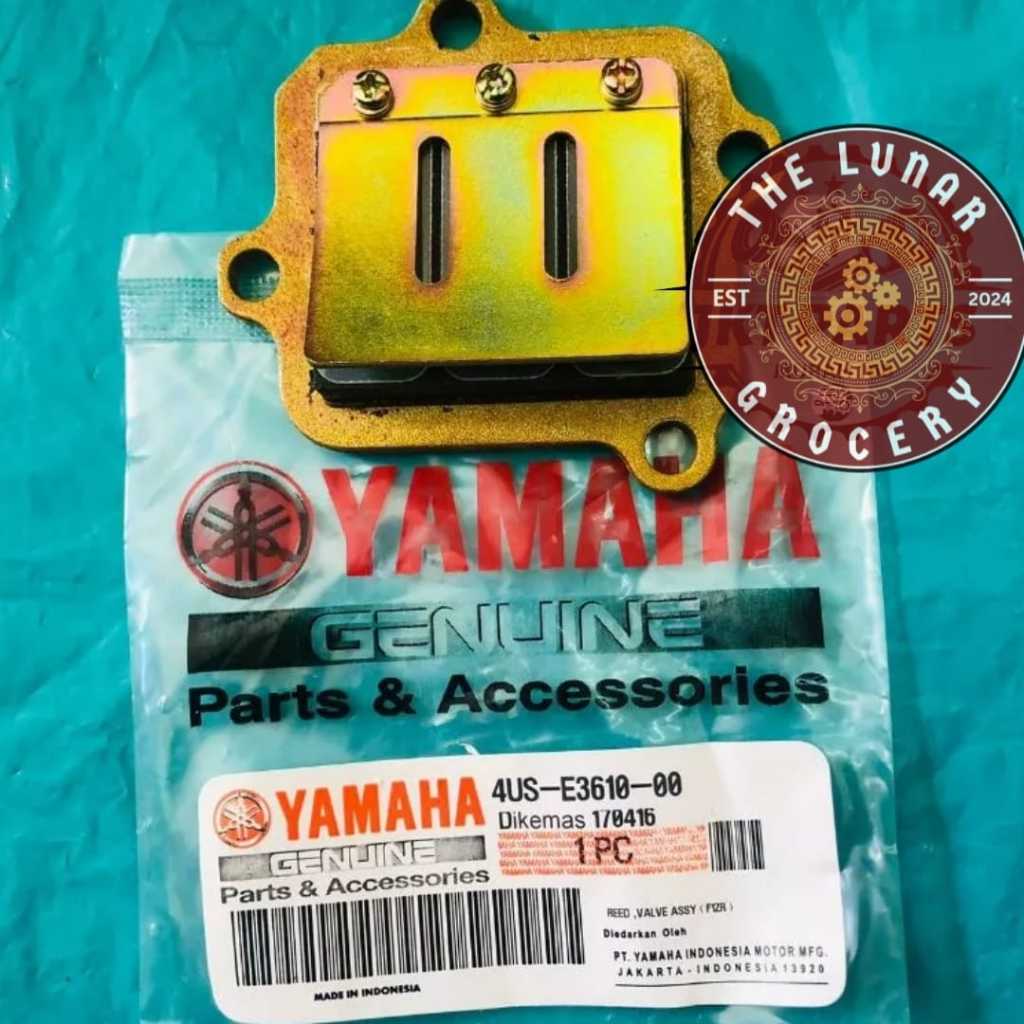 THE LUNAR
EST 2024
GROCERY
YAMAHA
GENUINE
Parts & Accessories
YAMAHA
GENUINE
Parts & Accessories
4US-E3610-00
Dikemas 170416
1 PC
REED ,VALVE ASSY ( F1ZR )
Diedarkan Oleh
PT. YAMAHA INDONESIA MOTOR MFG.
JAKARTA - INDONESIA 13920
MADE IN INDONESIA